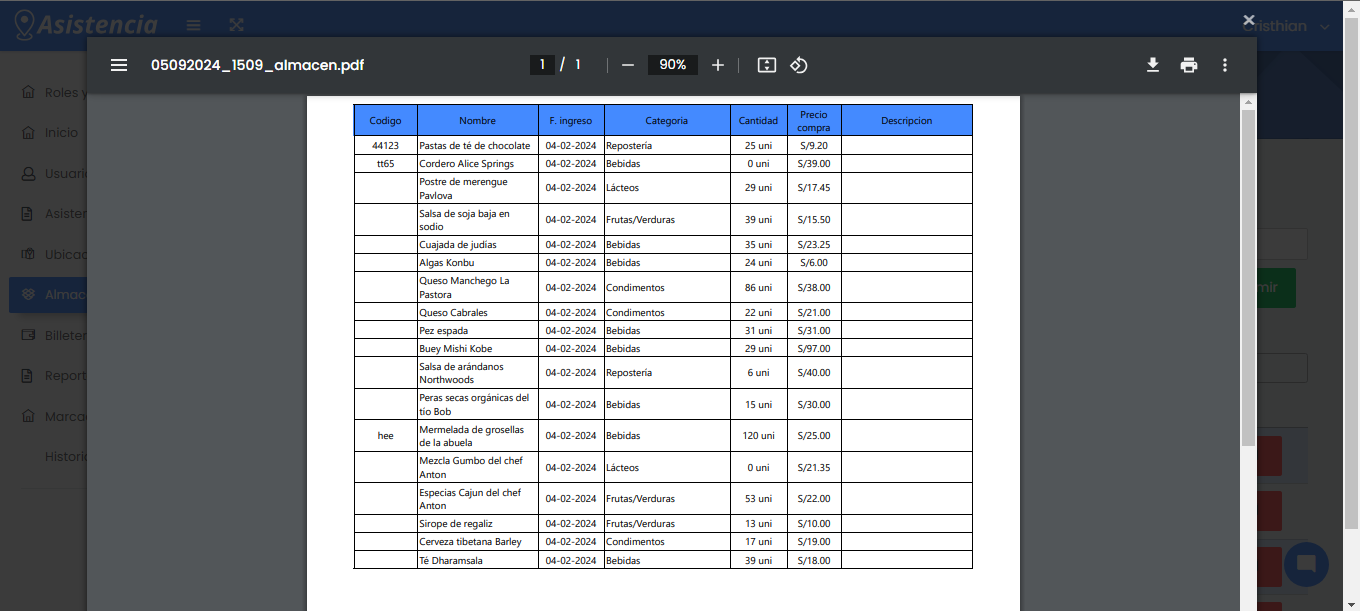 Asistencia
Cristhian
05092024_1509_almacen.pdf
1 / 1
90%
Roles y
Inicio
Usuari
Asister
Ubicac
Almac
Billeter
Report
Marca
Histori
mir
Codigo Nombre F. ingreso Categoria Cantidad Precio compra Descripcion
44123 Pastas de té de chocolate 04-02-2024 Repostería 25 uni S/9.20
tt65 Cordero Alice Springs 04-02-2024 Bebidas 0 uni S/39.00
Postre de merengue Pavlova 04-02-2024 Lácteos 29 uni S/17.45
Salsa de soja baja en sodio 04-02-2024 Frutas/Verduras 39 uni S/15.50
Cuajada de judías 04-02-2024 Bebidas 35 uni S/23.25
Algas Konbu 04-02-2024 Bebidas 24 uni S/6.00
Queso Manchego La Pastora 04-02-2024 Condimentos 86 uni S/38.00
Queso Cabrales 04-02-2024 Condimentos 22 uni S/21.00
Pez espada 04-02-2024 Bebidas 31 uni S/31.00
Buey Mishi Kobe 04-02-2024 Bebidas 29 uni S/97.00
Salsa de arándanos Northwoods 04-02-2024 Repostería 6 uni S/40.00
Peras secas orgánicas del tío Bob 04-02-2024 Bebidas 15 uni S/30.00
hee Mermelada de grosellas de la abuela 04-02-2024 Bebidas 120 uni S/25.00
Mezcla Gumbo del chef Anton 04-02-2024 Lácteos 0 uni S/21.35
Especias Cajun del chef Anton 04-02-2024 Frutas/Verduras 53 uni S/22.00
Sirope de regaliz 04-02-2024 Frutas/Verduras 13 uni S/10.00
Cerveza tibetana Barley 04-02-2024 Condimentos 17 uni S/19.00
Té Dharamsala 04-02-2024 Bebidas 39 uni S/18.00